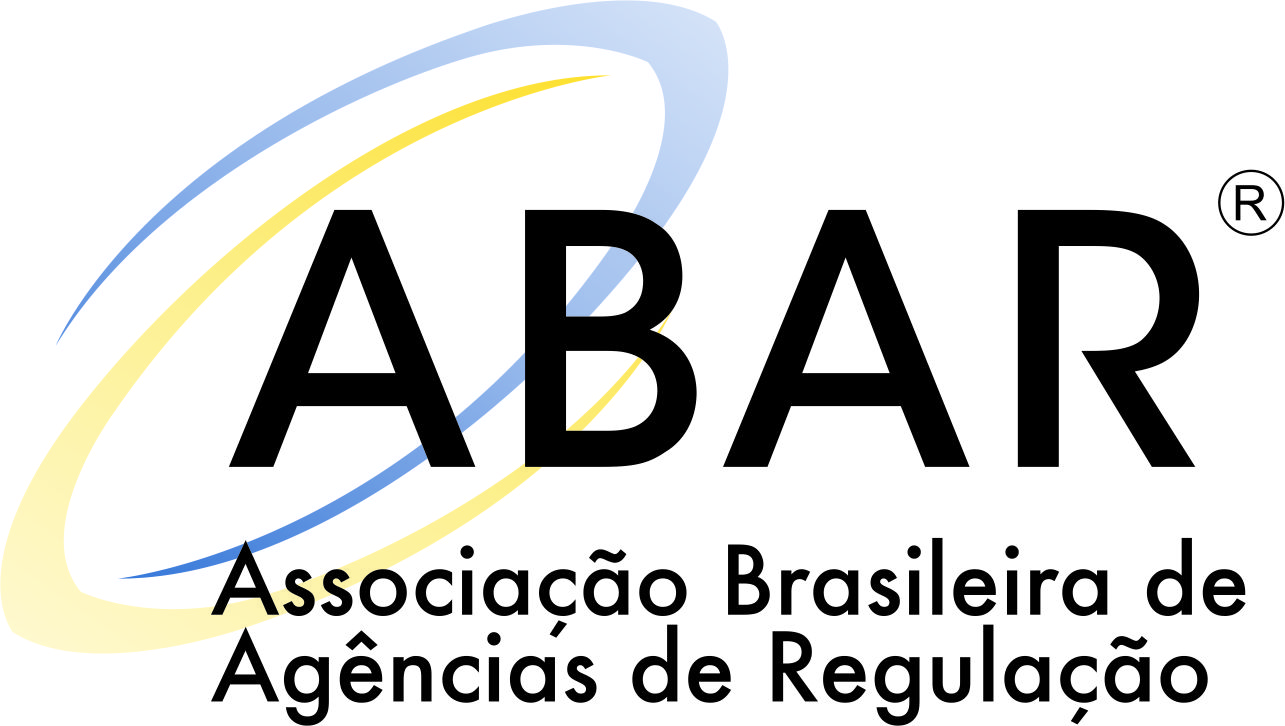 ABAR®
Associação Brasileira de
Agências de Regulação